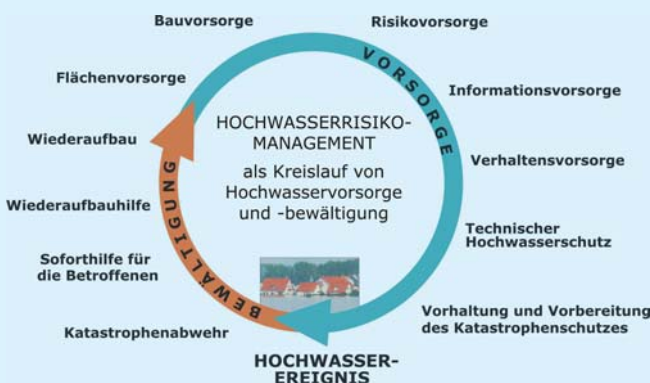 Bauvorsorge
Risikovorsorge
Flächenvorsorge
VORSORGE
Informationsvorsorge
HOCHWASSERRISIKO-
MANAGEMENT
als Kreislauf von
Hochwasservorsorge
und -bewältigung
Wiederaufbau
Verhaltensvorsorge
Wiederaufbauhilfe
BEWÄLTIGUNG
Technischer
Hochwasserschutz
Soforthilfe für
die Betroffenen
Vorhaltung und Vorbereitung
des Katastrophenschutzes
Katastrophenabwehr
HOCHWASSER-
EREIGNIS